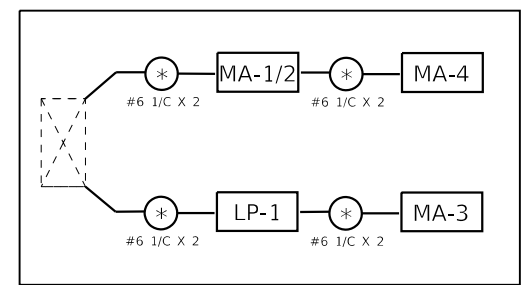 * MA-1/2 * MA-4
#6 1/C X 2 #6 1/C X 2
* LP-1 * MA-3
#6 1/C X 2 #6 1/C X 2